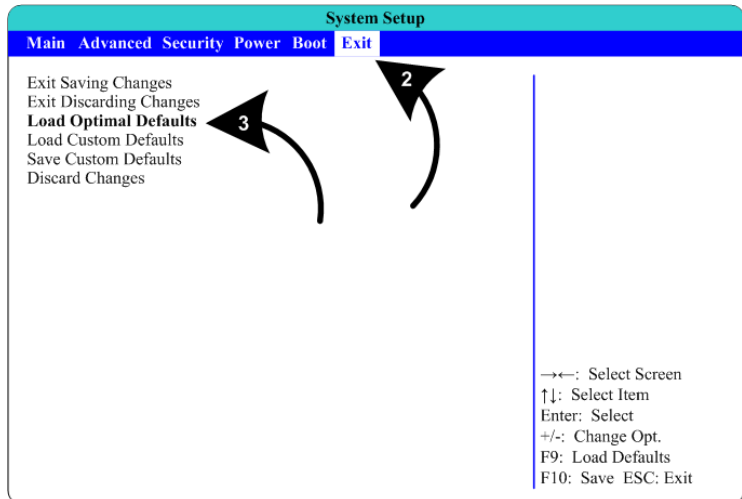 System Setup
Main Advanced Security Power Boot Exit
2
Exit Saving Changes
Exit Discarding Changes
Load Optimal Defaults
3
Load Custom Defaults
Save Custom Defaults
Discard Changes
→←: Select Screen
↑↓: Select Item
Enter: Select
+/-: Change Opt.
F9: Load Defaults
F10: Save ESC: Exit